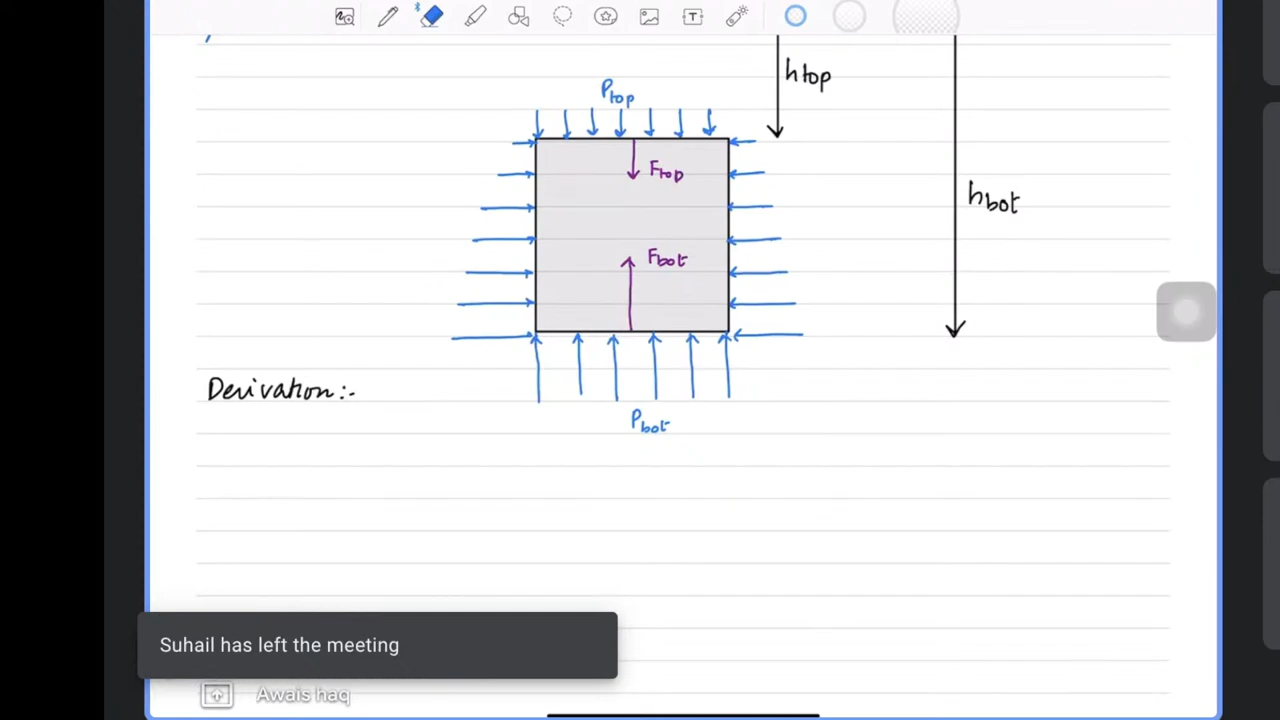 htop
Ptop
Ftop
hbot
Fbot
Derivation:-
Pbot
Suhail has left the meeting
Awais haq